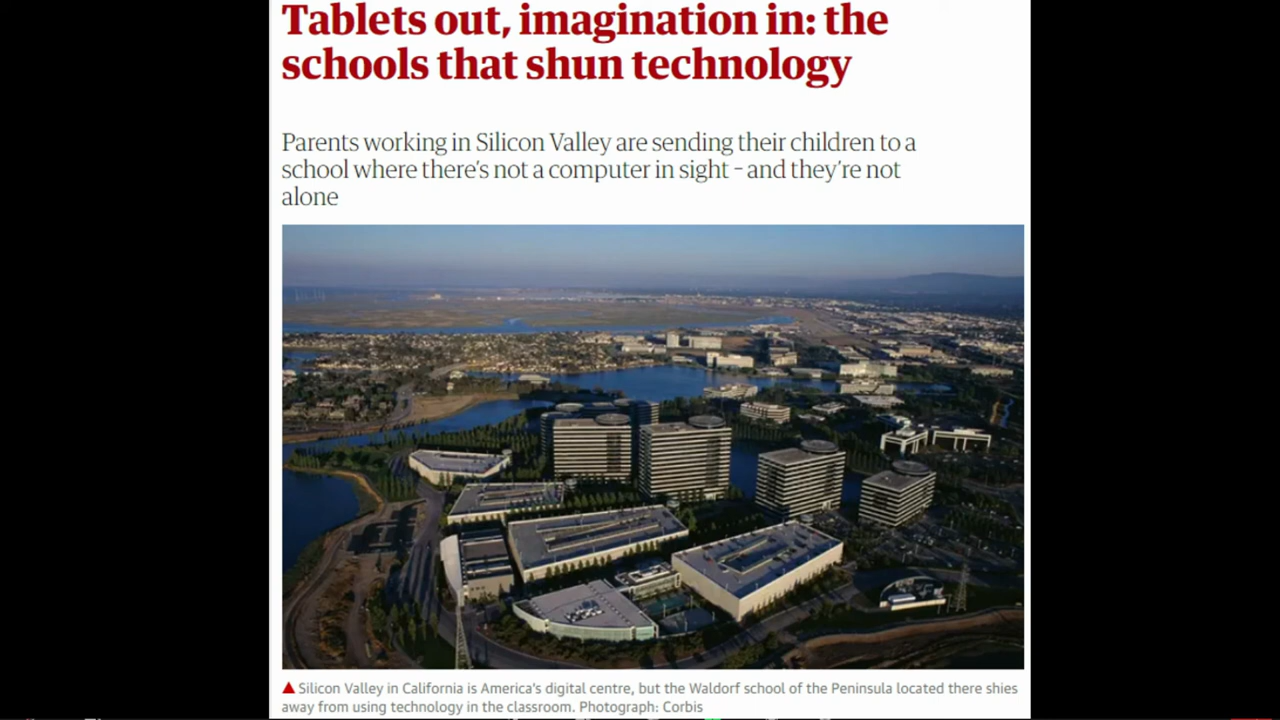 Tablets out, imagination in: the
schools that shun technology
Parents working in Silicon Valley are sending their children to a
school where there's not a computer in sight – and they're not
alone
Silicon Valley in California is America's digital centre, but the Waldorf school of the Peninsula located there shies
away from using technology in the classroom. Photograph: Corbis